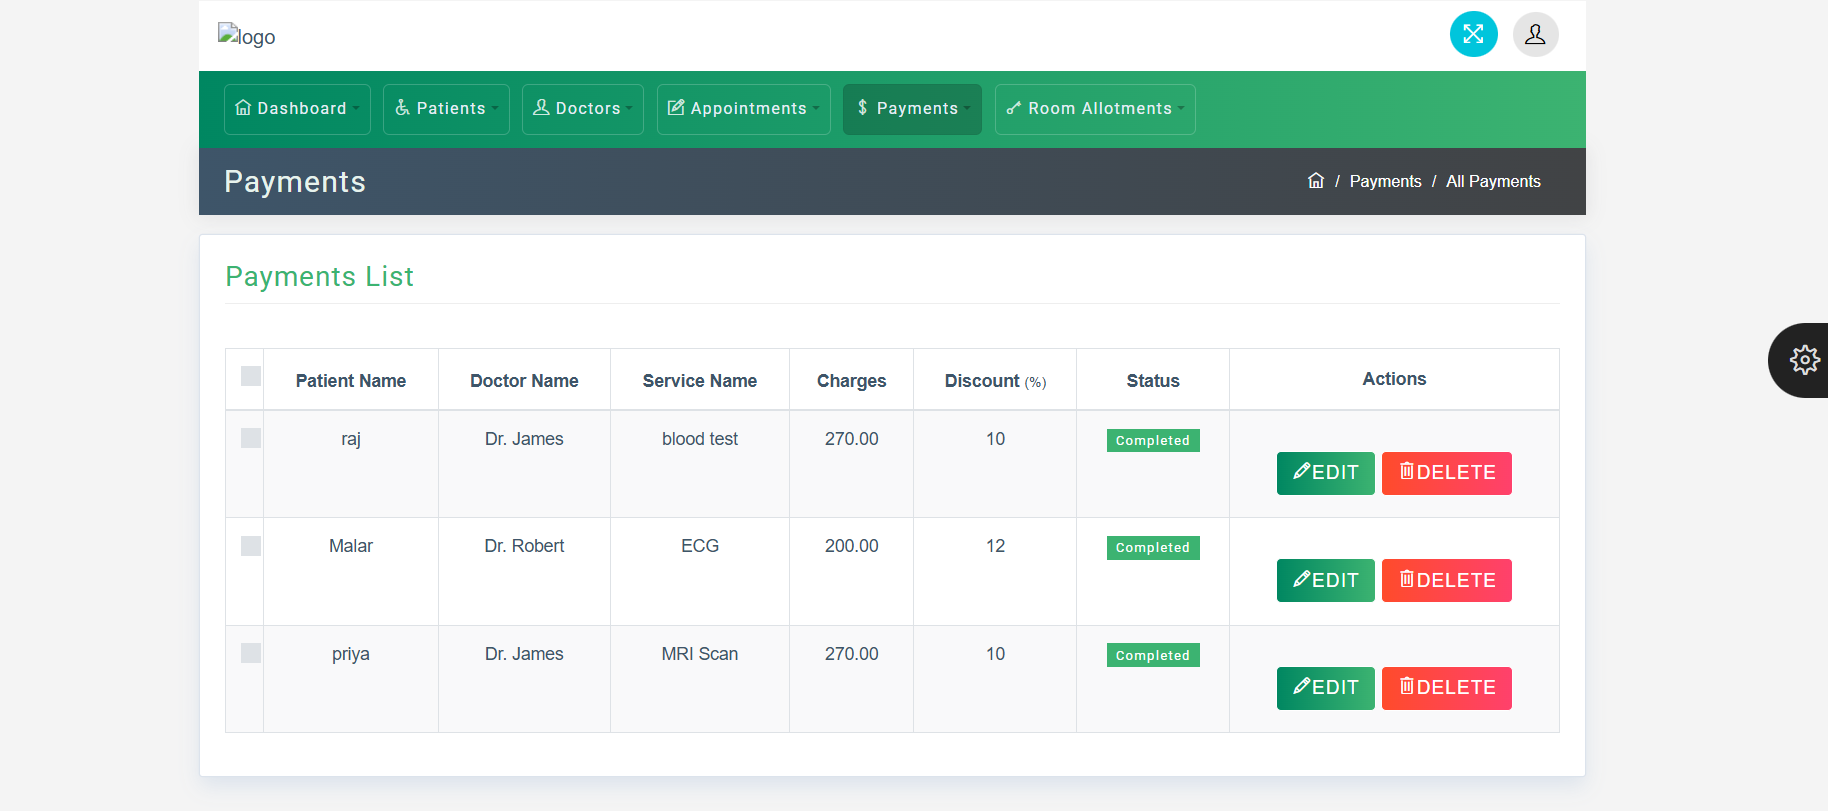 logo
Dashboard Patients Doctors Appointments $ Payments Room Allotments
Payments / Payments / All Payments
Payments List
Patient Name Doctor Name Service Name Charges Discount (%) Status Actions
raj Dr. James blood test 270.00 10 Completed
EDIT DELETE
Malar Dr. Robert ECG 200.00 12 Completed
EDIT DELETE
priya Dr. James MRI Scan 270.00 10 Completed
EDIT DELETE